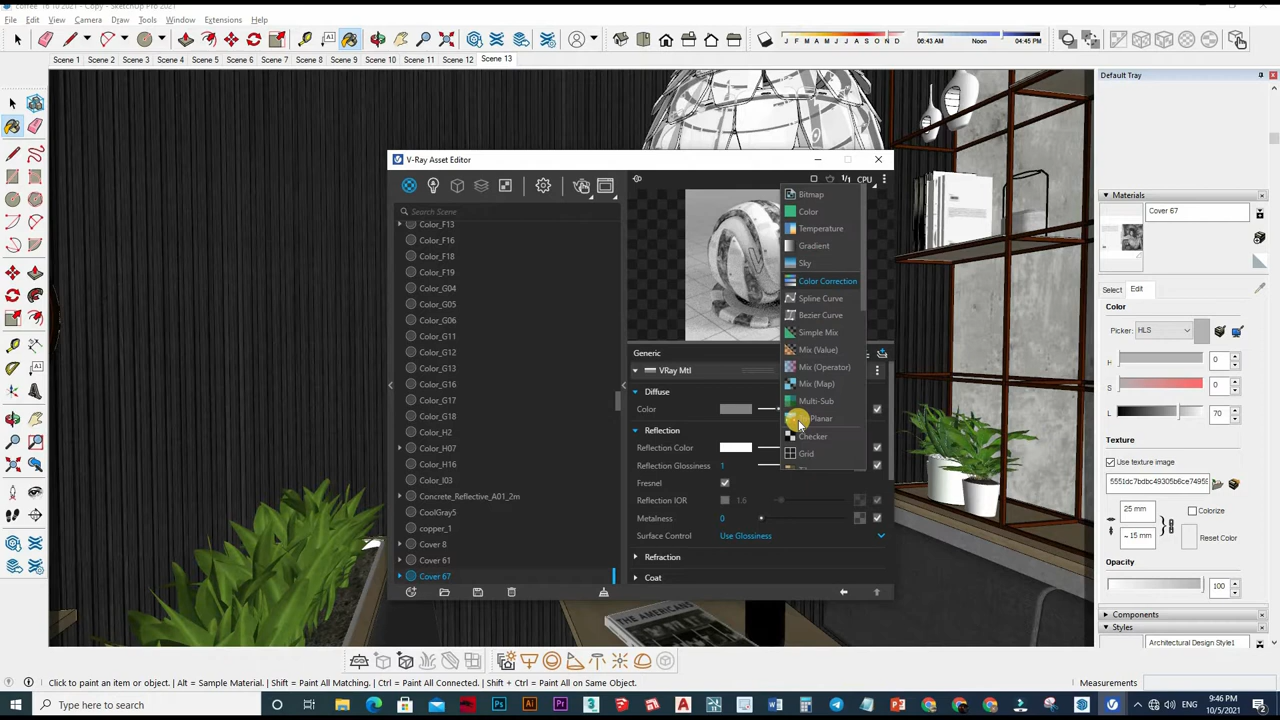 File Edit View Camera Draw Tools Window Extensions Help
J F M A M J J A S O N D 06:43 AM Noon 04:45 PM
Scene 1 Scene 2 Scene 3 Scene 4 Scene 5 Scene 6 Scene 7 Scene 8 Scene 9 Scene 10 Scene 11 Scene 12 Scene 13
Default Tray
V-Ray Asset Editor
1/1 CPU
Search Scene
Color_F13
Color_F16
Color_F18
Color_F19
Color_G04
Color_G05
Color_G06
Color_G11
Color_G12
Color_G13
Color_G16
Color_G17
Color_G18
Color_H2
Color_H07
Color_H16
Color_I03
Concrete_Reflective_A01_2m
CoolGray5
copper_1
Cover 8
Cover 61
Cover 67
Bitmap
Color
Temperature
Gradient
Sky
Color Correction
Spline Curve
Bezier Curve
Simple Mix
Mix (Value)
Mix (Operator)
Mix (Map)
Multi-Sub
Planar
Checker
Grid
Generic
VRay Mtl
Diffuse
Color
Reflection
Reflection Color
Reflection Glossiness 1
Fresnel
Reflection IOR 1.6
Metalness 0
Surface Control Use Glossiness
Refraction
Coat
Materials
Cover 67
Select Edit
Color
Picker: HLS
H 0
S 0
L 70
Texture
Use texture image
25 mm Colorize
~ 15 mm Reset Color
Opacity
100
Components
Styles
Architectural Design Style1
THE AMERICANS
Click to paint an item or object. | Alt = Sample Material. | Shift = Paint All Matching. | Ctrl = Paint All Connected. | Shift + Ctrl = Paint All on Same Object.
Measurements
Type here to search
9:46 PM
10/5/2021